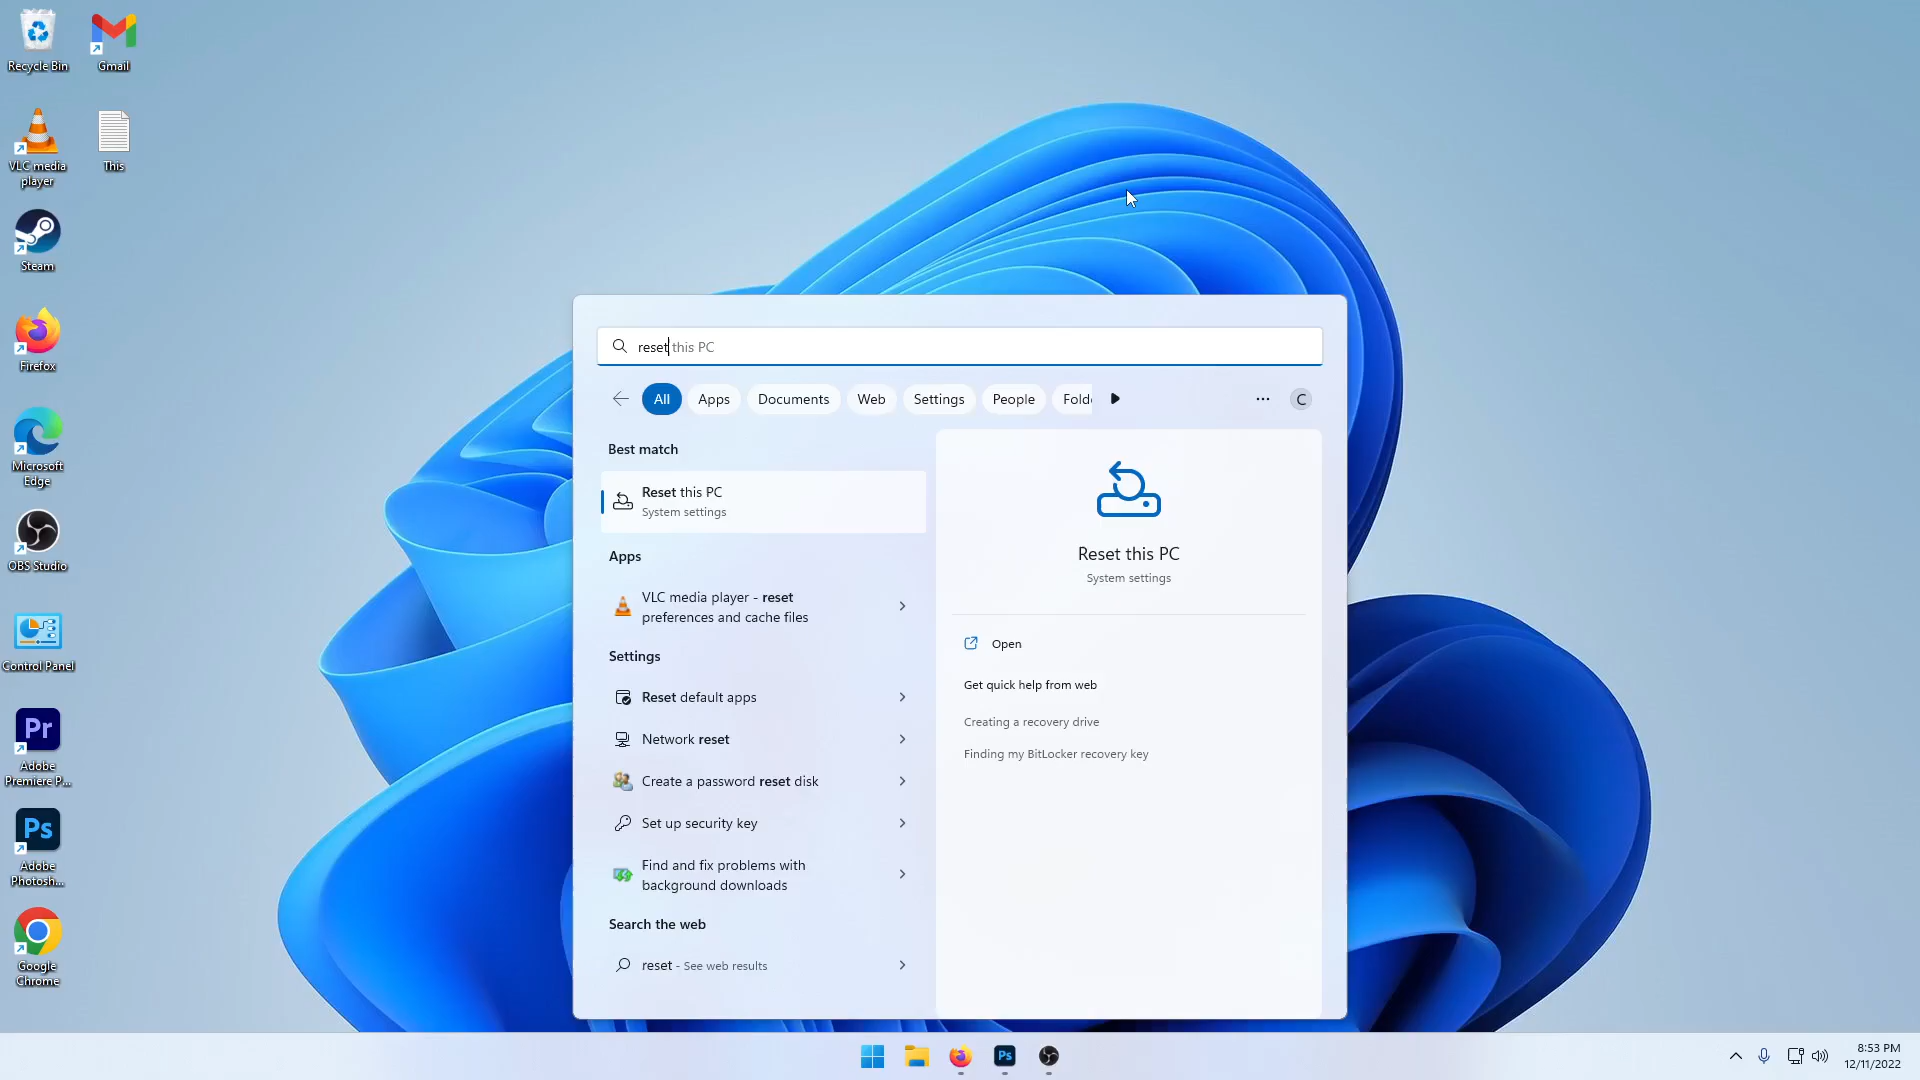 Recycle Bin
Gmail
VLC media
player
This
Steam
Firefox
Microsoft
Edge
OBS Studio
Control Panel
Pr
Adobe
Premiere P...
Ps
Adobe
Photosh...
Google
Chrome
reset this PC
All
Apps
Documents
Web
Settings
People
Fold
C
Best match
Reset this PC
System settings
Apps
VLC media player - reset
preferences and cache files
Settings
Reset default apps
Network reset
Create a password reset disk
Set up security key
Find and fix problems with
background downloads
Search the web
reset - See web results
Reset this PC
System settings
Open
Get quick help from web
Creating a recovery drive
Finding my BitLocker recovery key
Ps
8:53 PM
12/11/2022